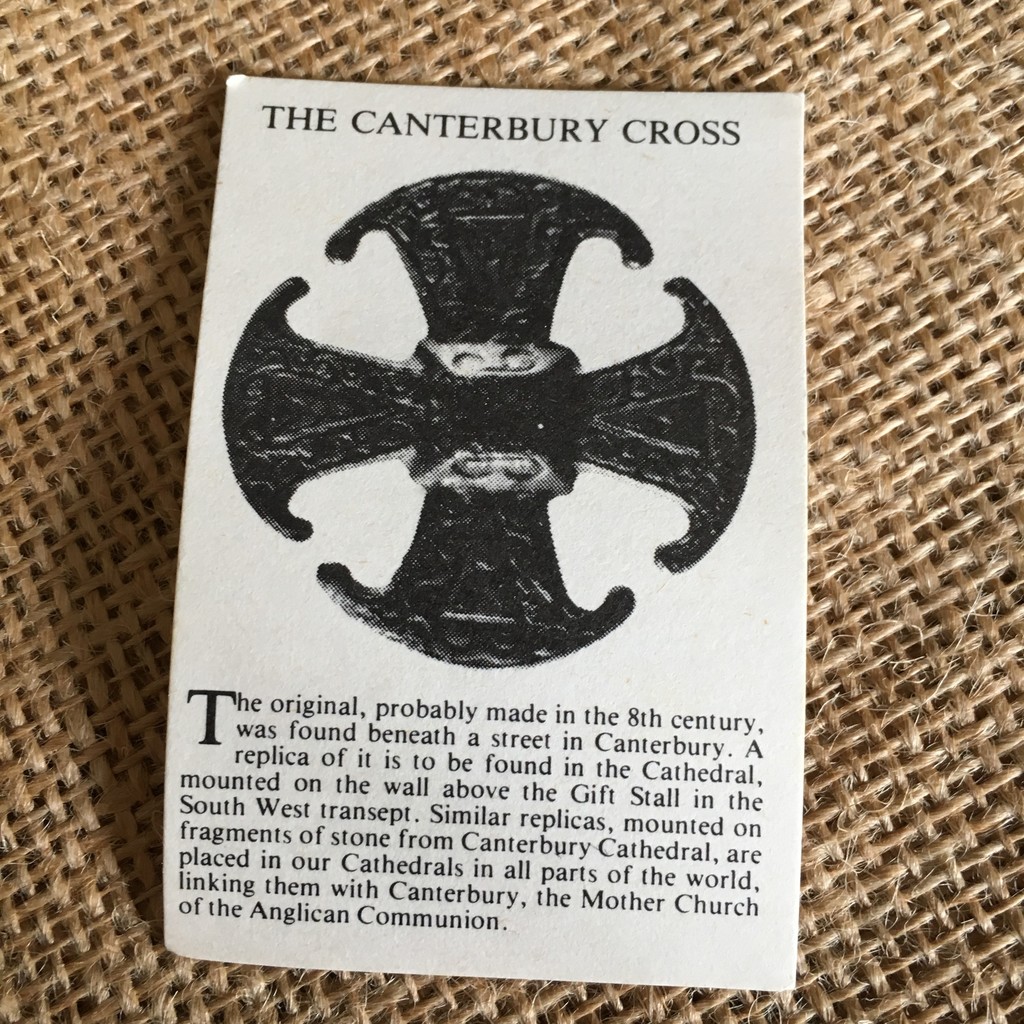 THE CANTERBURY CROSS
The original, probably made in the 8th century,
was found beneath a street in Canterbury. A
replica of it is to be found in the Cathedral,
mounted on the wall above the Gift Stall in the
South West transept. Similar replicas, mounted on
fragments of stone from Canterbury Cathedral, are
placed in our Cathedrals in all parts of the world,
linking them with Canterbury, the Mother Church
of the Anglican Communion.